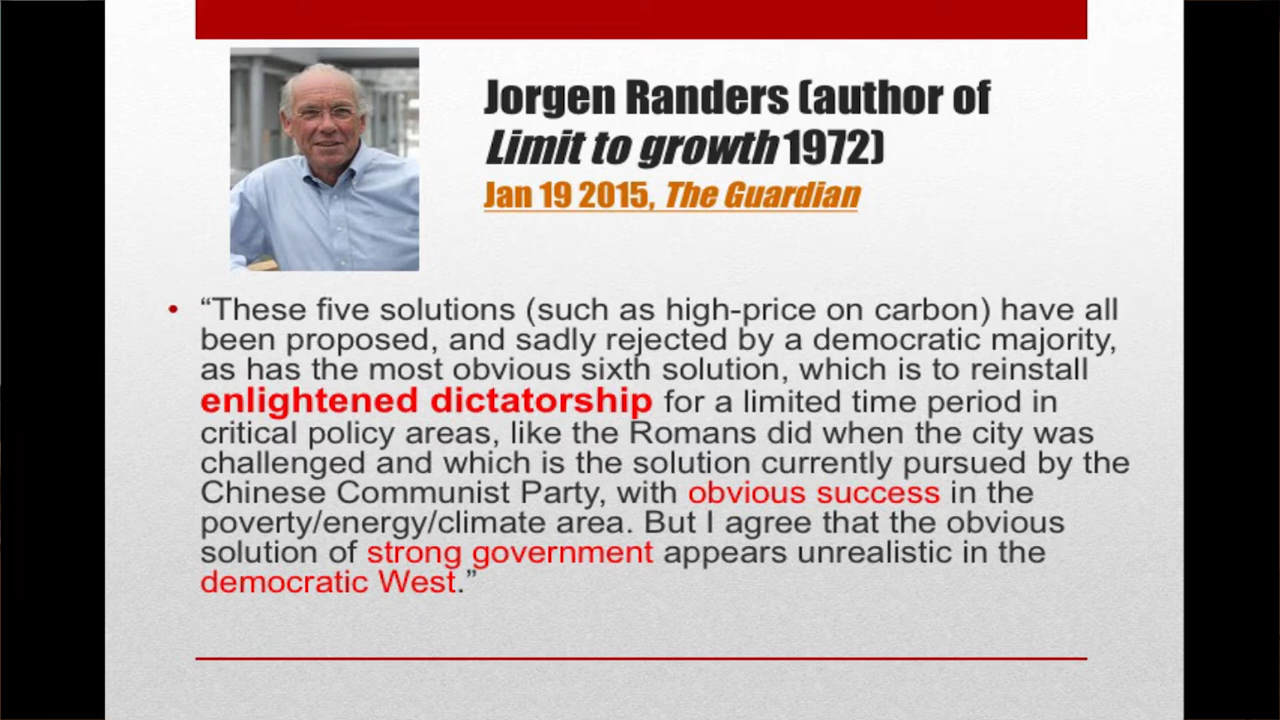 Jorgen Randers (author of
Limit to growth 1972)
Jan 19 2015, The Guardian
• “These five solutions (such as high-price on carbon) have all
been proposed, and sadly rejected by a democratic majority,
as has the most obvious sixth solution, which is to reinstall
enlightened dictatorship for a limited time period in
critical policy areas, like the Romans did when the city was
challenged and which is the solution currently pursued by the
Chinese Communist Party, with obvious success in the
poverty/energy/climate area. But I agree that the obvious
solution of strong government appears unrealistic in the
democratic West.”